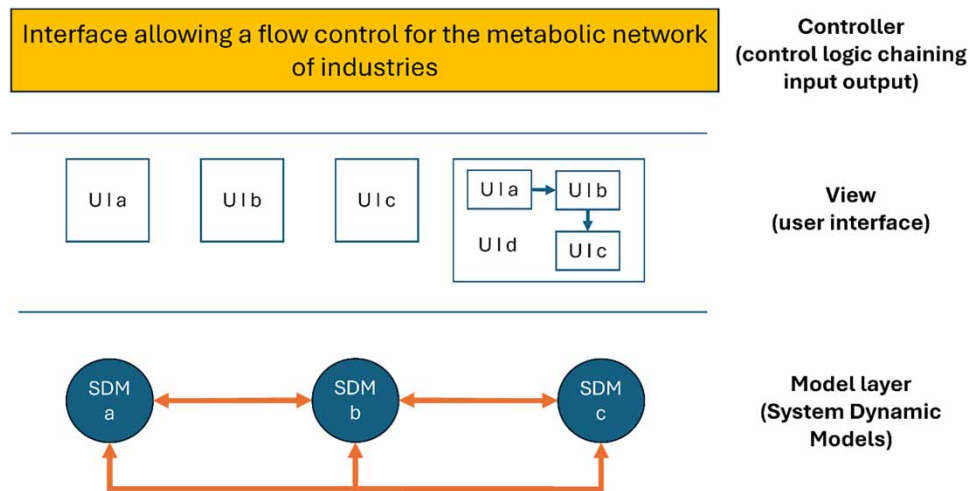 Interface allowing a flow control for the metabolic network
of industries
Controller
(control logic chaining
input output)
U I a
U I b
U I c
U I a
U I b
U I d
U I c
View
(user interface)
SDM
a
SDM
b
SDM
c
Model layer
(System Dynamic
Models)